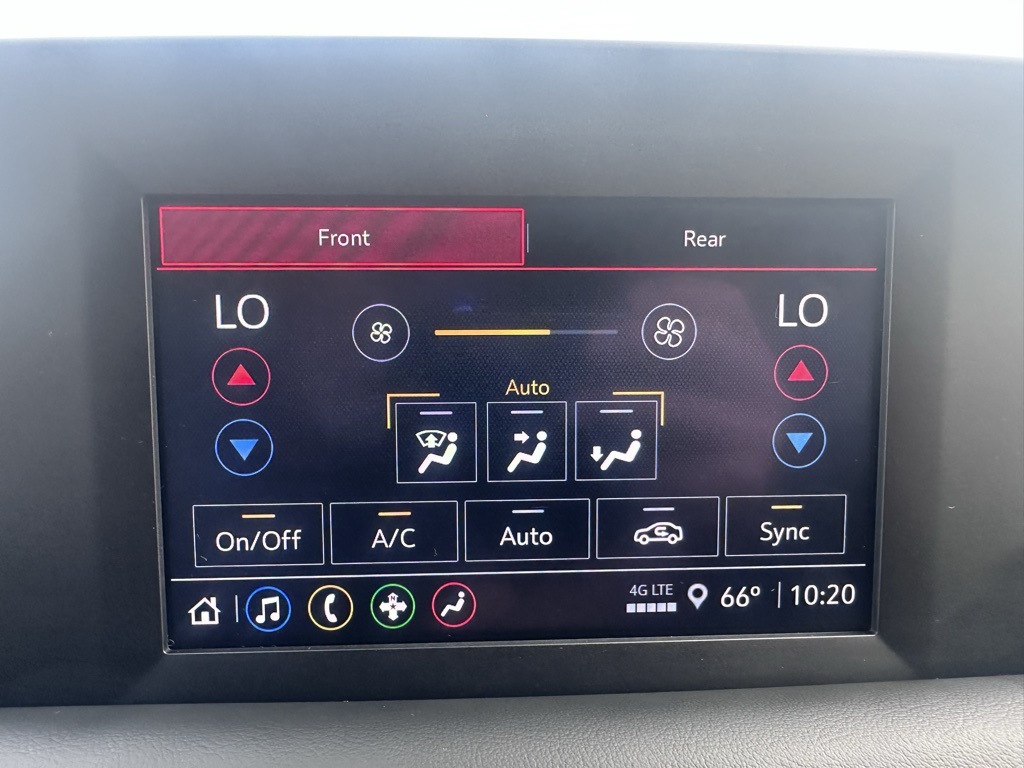 Front
Rear
LO
LO
Auto
On/Off
A/C
Auto
Sync
N
4G LTE
66°
10:20